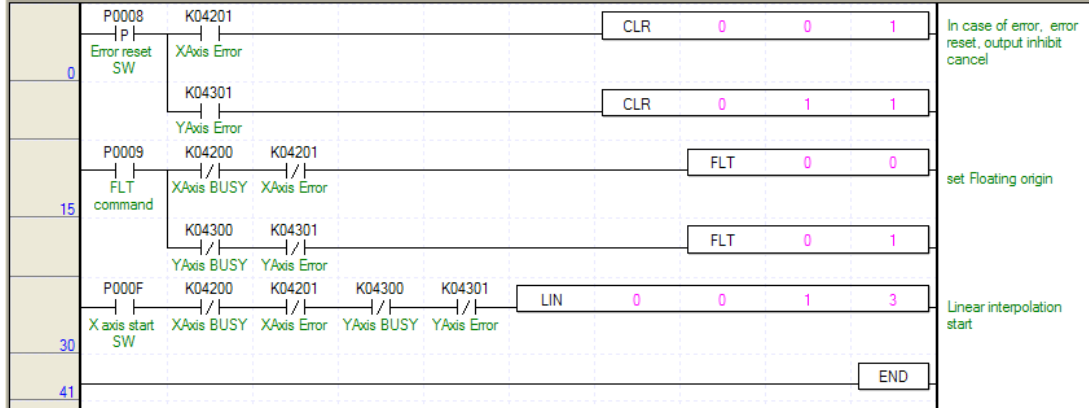 P0008 K04201
P CLR 0 0 1
Error reset XAxis Error
SW
In case of error, error
reset, output inhibit
cancel
0
K04301
CLR 0 1 1
YAxis Error
P0009 K04200 K04201
FLT 0 0
FLT XAxis BUSY XAxis Error
command
set Floating origin
15
K04300 K04301
FLT 0 1
YAxis BUSY YAxis Error
P000F K04200 K04201 K04300 K04301
LIN 0 0 1 3
X axis start XAxis BUSY XAxis Error YAxis BUSY YAxis Error
SW
Linear interpolation
start
30
END
41